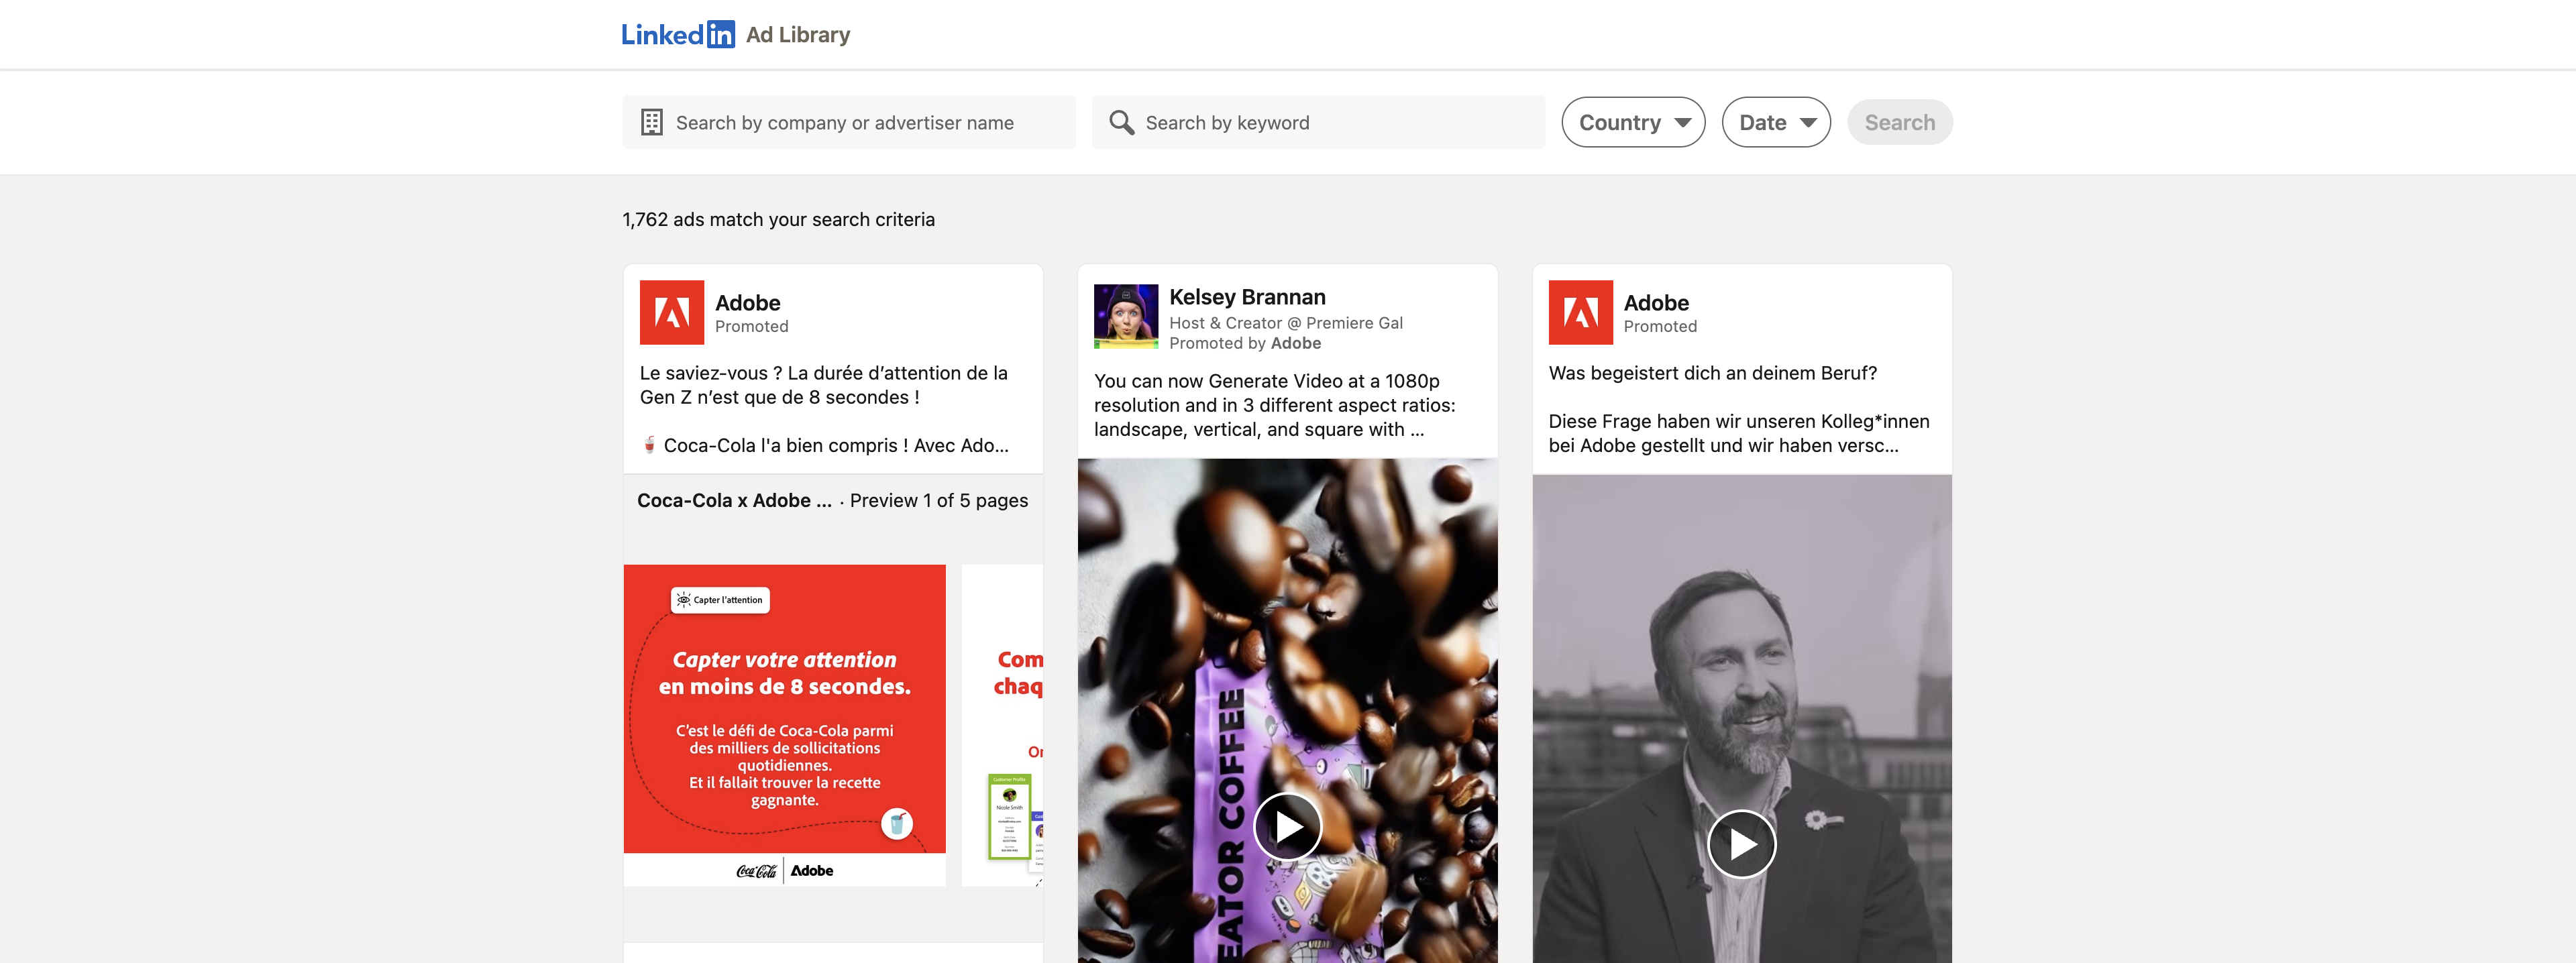 LinkedIn Ad Library
Search by company or advertiser name
Search by keyword
Country
Date
Search
1,762 ads match your search criteria
Adobe
Promoted
Le saviez-vous ? La durée d’attention de la
Gen Z n’est que de 8 secondes !
Coca-Cola l'a bien compris ! Avec Ado...
Coca-Cola x Adobe ... · Preview 1 of 5 pages
Capter l’attention
Capter votre attention
en moins de 8 secondes.
C’est le défi de Coca-Cola parmi
des milliers de sollicitations
quotidiennes.
Et il fallait trouver la recette
gagnante.
Coca-Cola | Adobe
Com
chaq
Customer Profile
Nicole Smith
Kelsey Brannan
Host & Creator @ Premiere Gal
Promoted by Adobe
You can now Generate Video at a 1080p
resolution and in 3 different aspect ratios:
landscape, vertical, and square with ...
EATOR COFFEE
Adobe
Promoted
Was begeistert dich an deinem Beruf?
Diese Frage haben wir unseren Kolleg*innen
bei Adobe gestellt und wir haben versc...